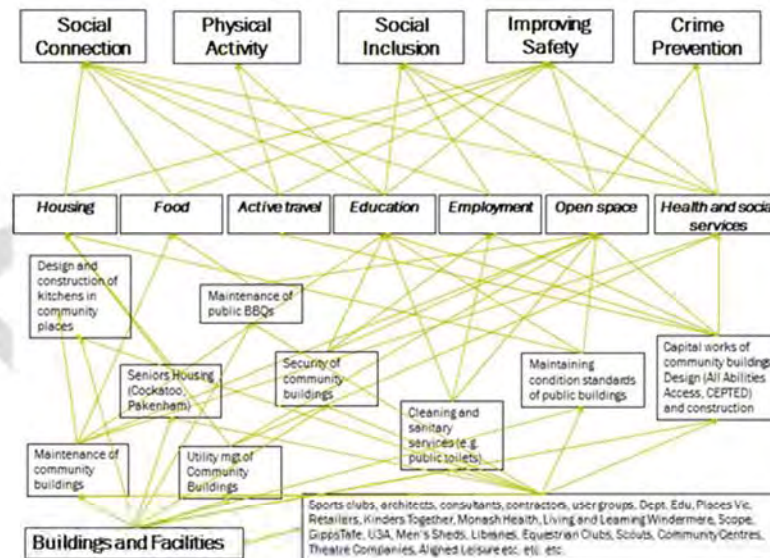 Social
Connection
Physical
Activity
Social
Inclusion
Improving
Safety
Crime
Prevention
Housing
Food
Active travel
Education
Employment
Open space
Health and social
services
Design and
construction of
kitchens in
community
places
Maintenance of
public BBQs
Seniors Housing
(Cockatoo,
Pakenham)
Security of
community
buildings
Maintaining
condition standards
of public buildings
Capital works of
community buildings
Design (All Abilities
Access, CEPTED)
and construction
Cleaning and
sanitary
services (e.g.
public toilets)
Maintenance of
community
buildings
Utility mgt of
Community
Buildings
Buildings and Facilities
Sports clubs, architects, consultants, contractors, user groups, Dept. Edu, Places Vic,
Retailers, Kinders Together, Monash Health, Living and Learning Windermere, Scope,
GippsTafe, U3A, Men's Sheds, Libraries, Equestrian Clubs, Scouts, Community Centres,
Theatre Companies, Aligned Leisure etc. etc. etc.